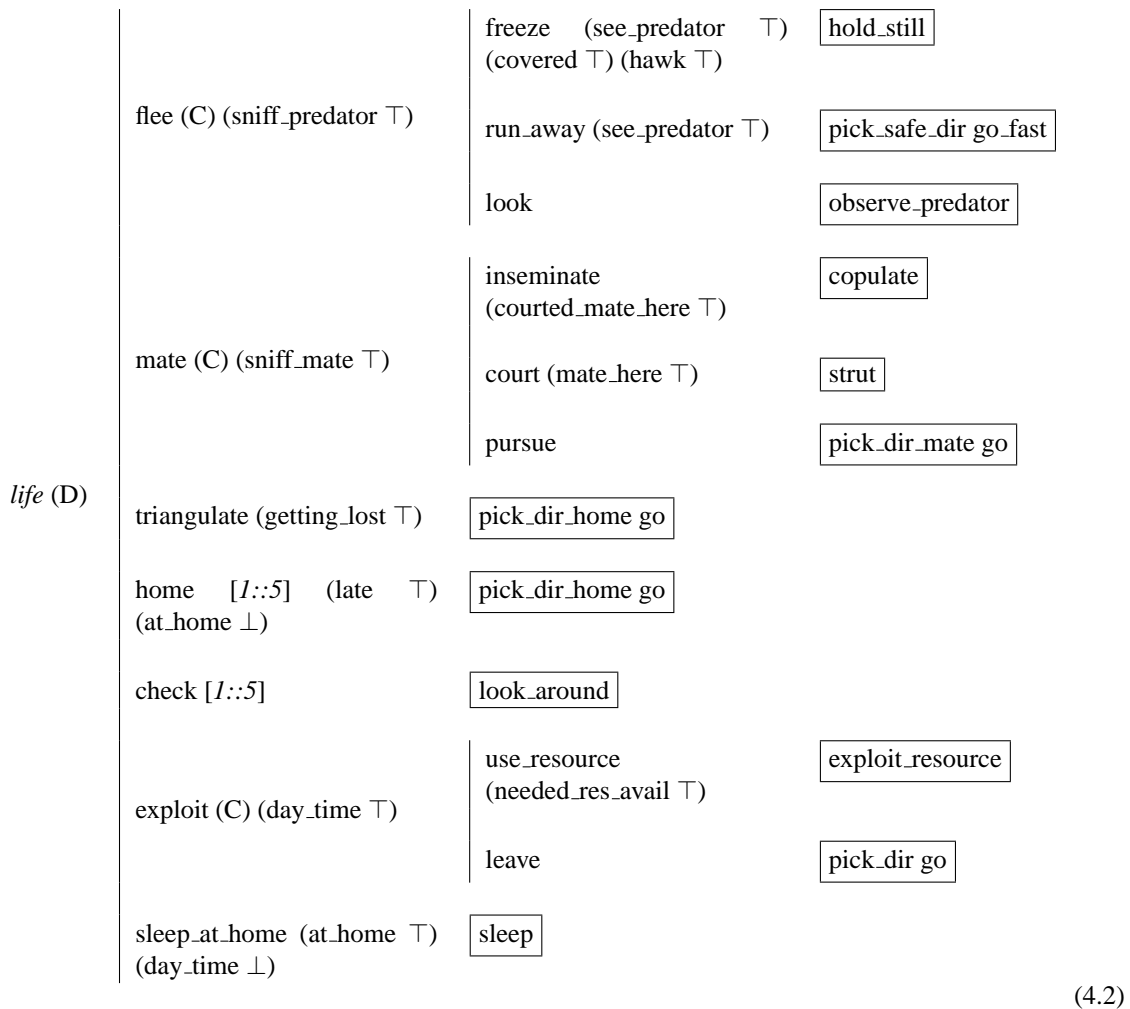 life (D)
flee (C) (sniff_predator ⊤)
freeze (see_predator ⊤)
(covered ⊤) (hawk ⊤)
hold_still
run_away (see_predator ⊤)
pick_safe_dir go_fast
look
observe_predator
mate (C) (sniff_mate ⊤)
inseminate
(courted_mate_here ⊤)
copulate
court (mate_here ⊤)
strut
pursue
pick_dir_mate go
triangulate (getting_lost ⊤)
pick_dir_home go
home [1::5] (late ⊤)
(at_home ⊥)
pick_dir_home go
check [1::5]
look_around
exploit (C) (day_time ⊤)
use_resource
(needed_res_avail ⊤)
exploit_resource
leave
pick_dir go
sleep_at_home (at_home ⊤)
(day_time ⊥)
sleep
(4.2)